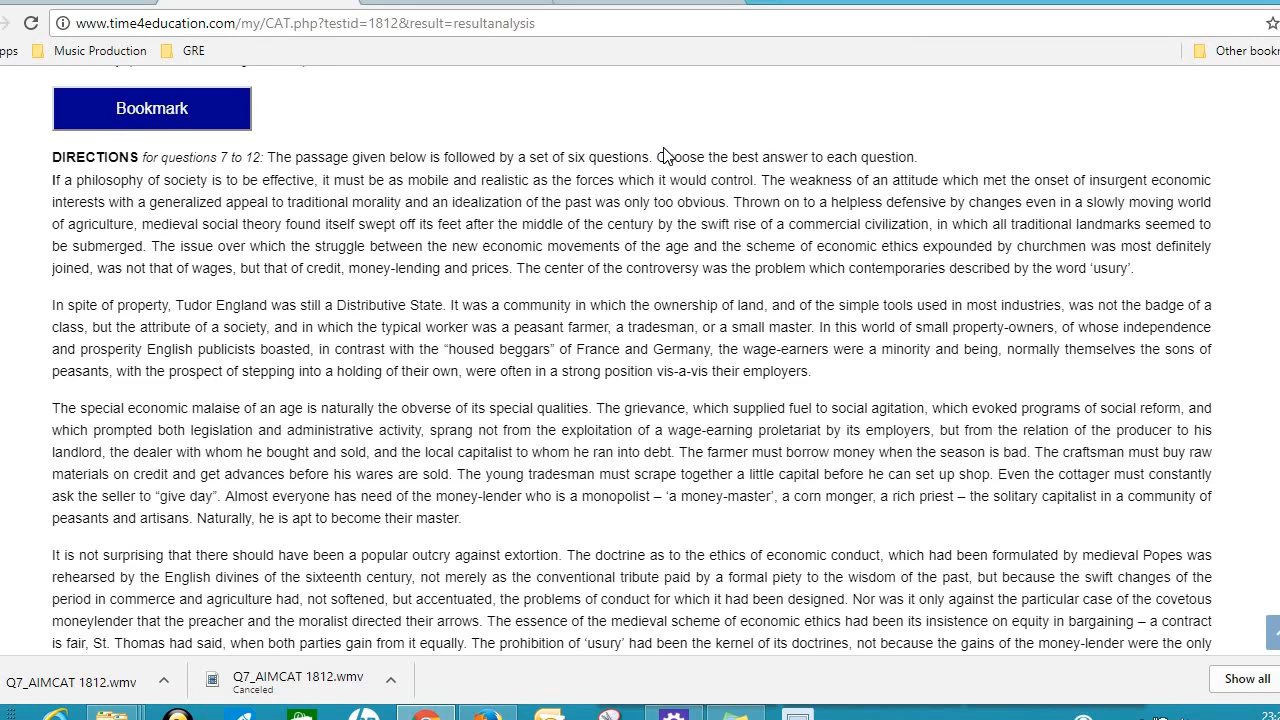 www.time4education.com/my/CAT.php?testid=1812&result=resultanalysis
pps Music Production GRE Other bookr
Bookmark
DIRECTIONS for questions 7 to 12: The passage given below is followed by a set of six questions. Choose the best answer to each question.
If a philosophy of society is to be effective, it must be as mobile and realistic as the forces which it would control. The weakness of an attitude which met the onset of insurgent economic
interests with a generalized appeal to traditional morality and an idealization of the past was only too obvious. Thrown on to a helpless defensive by changes even in a slowly moving world
of agriculture, medieval social theory found itself swept off its feet after the middle of the century by the swift rise of a commercial civilization, in which all traditional landmarks seemed to
be submerged. The issue over which the struggle between the new economic movements of the age and the scheme of economic ethics expounded by churchmen was most definitely
joined, was not that of wages, but that of credit, money-lending and prices. The center of the controversy was the problem which contemporaries described by the word ‘usury’.
In spite of property, Tudor England was still a Distributive State. It was a community in which the ownership of land, and of the simple tools used in most industries, was not the badge of a
class, but the attribute of a society, and in which the typical worker was a peasant farmer, a tradesman, or a small master. In this world of small property-owners, of whose independence
and prosperity English publicists boasted, in contrast with the “housed beggars” of France and Germany, the wage-earners were a minority and being, normally themselves the sons of
peasants, with the prospect of stepping into a holding of their own, were often in a strong position vis-a-vis their employers.
The special economic malaise of an age is naturally the obverse of its special qualities. The grievance, which supplied fuel to social agitation, which evoked programs of social reform, and
which prompted both legislation and administrative activity, sprang not from the exploitation of a wage-earning proletariat by its employers, but from the relation of the producer to his
landlord, the dealer with whom he bought and sold, and the local capitalist to whom he ran into debt. The farmer must borrow money when the season is bad. The craftsman must buy raw
materials on credit and get advances before his wares are sold. The young tradesman must scrape together a little capital before he can set up shop. Even the cottager must constantly
ask the seller to “give day”. Almost everyone has need of the money-lender who is a monopolist – ‘a money-master’, a corn monger, a rich priest – the solitary capitalist in a community of
peasants and artisans. Naturally, he is apt to become their master.
It is not surprising that there should have been a popular outcry against extortion. The doctrine as to the ethics of economic conduct, which had been formulated by medieval Popes was
rehearsed by the English divines of the sixteenth century, not merely as the conventional tribute paid by a formal piety to the wisdom of the past, but because the swift changes of the
period in commerce and agriculture had, not softened, but accentuated, the problems of conduct for which it had been designed. Nor was it only against the particular case of the covetous
moneylender that the preacher and the moralist directed their arrows. The essence of the medieval scheme of economic ethics had been its insistence on equity in bargaining – a contract
is fair, St. Thomas had said, when both parties gain from it equally. The prohibition of ‘usury’ had been the kernel of its doctrines, not because the gains of the money-lender were the only
Q7_AIMCAT 1812.wmv
Q7_AIMCAT 1812.wmv
Canceled
Show all